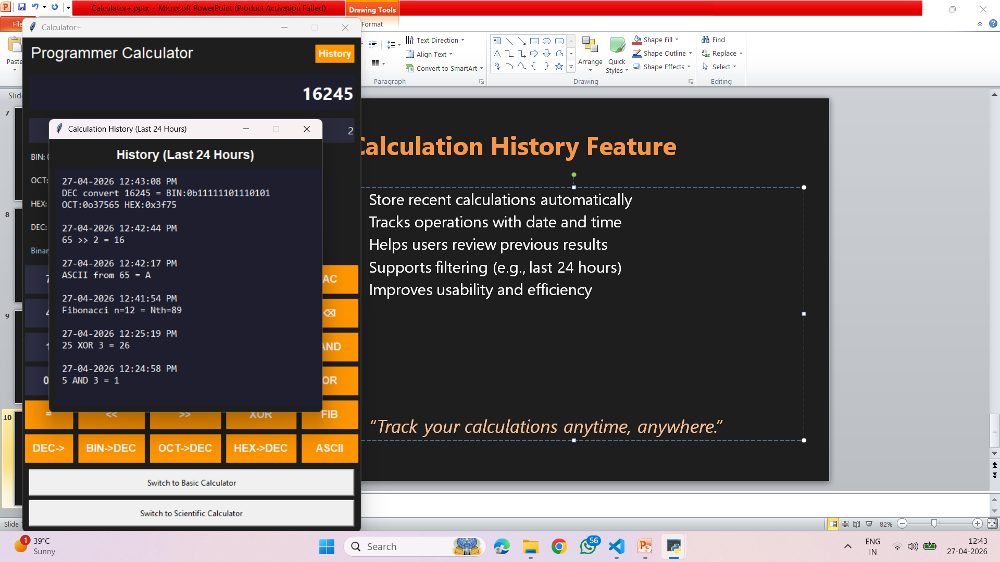 Calculator+.pptx - Microsoft PowerPoint (Product Activation Failed)
Drawing Tools
File
Format
Calculator+
Paste
Text Direction
Align Text
Convert to SmartArt
Paragraph
Arrange
Quick Styles
Shape Fill
Shape Outline
Shape Effects
Drawing
Find
Replace
Select
Editing
Programmer Calculator
History
16245
2
BIN:
OCT:
HEX:
DEC:
Calculation History (Last 24 Hours)
History (Last 24 Hours)
27-04-2026 12:43:08 PM
DEC convert 16245 = BIN:0b11111101110101
OCT:0o37565 HEX:0x3f75
27-04-2026 12:42:44 PM
65 >> 2 = 16
27-04-2026 12:42:17 PM
ASCII from 65 = A
27-04-2026 12:41:54 PM
Fibonacci n=12 = Nth=89
27-04-2026 12:25:19 PM
25 XOR 3 = 26
27-04-2026 12:24:58 PM
5 AND 3 = 1
AC
⌫
AND
OR
= << >> XOR FIB
DEC-> BIN->DEC OCT->DEC HEX->DEC ASCII
Switch to Basic Calculator
Switch to Scientific Calculator
7
8
9
10
Calculation History Feature
Store recent calculations automatically
Tracks operations with date and time
Helps users review previous results
Supports filtering (e.g., last 24 hours)
Improves usability and efficiency
“Track your calculations anytime, anywhere.”
Slide
82%
1
39°C
Sunny
Search
56
ENG
IN
12:43
27-04-2026